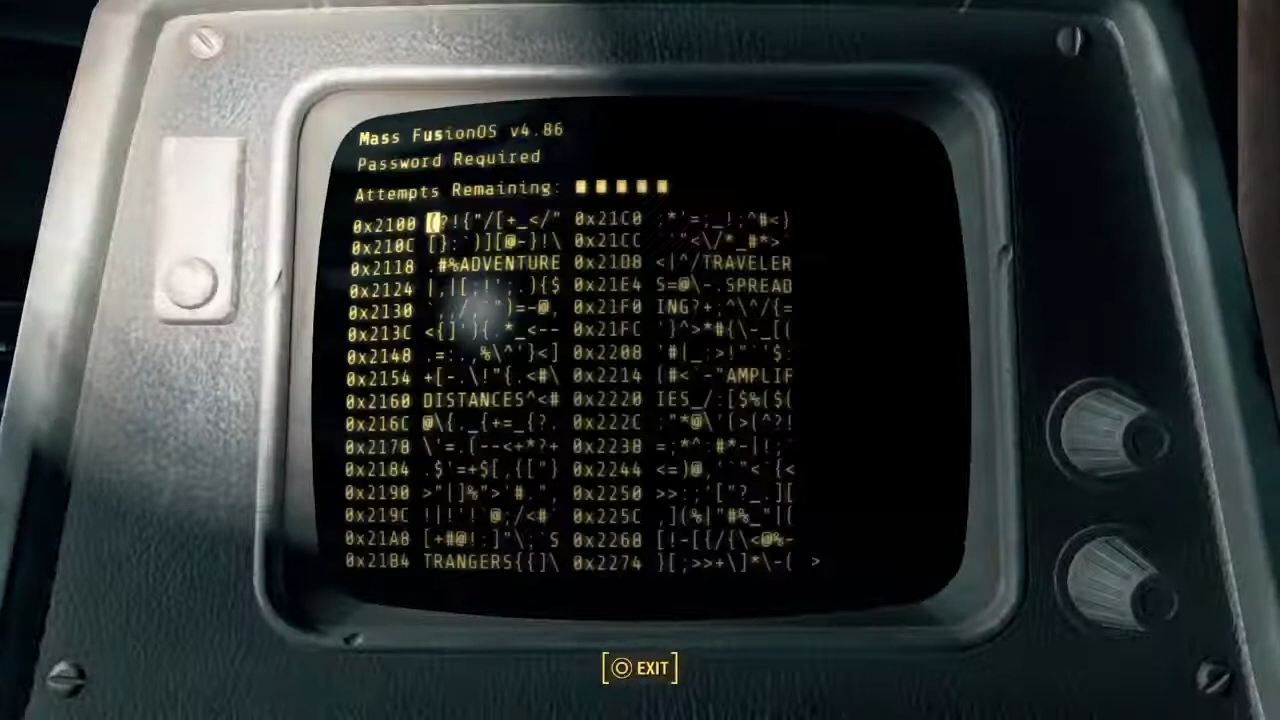 Mass FusionOS v4.86
Password Required
Attempts Remaining: ■ ■ ■ ■ ■
0x2100 (?!{"/[+_</" 0x21C0 :*'=;_!;^#<}
0x210C []:`)][@-}!\ 0x21CC `'"<\/*_#*>
0x2118 .#%ADVENTURE 0x21D8 <|^/TRAVELER
0x2124 0x21E4 S=@\-.SPREAD
0x2130 0x21F0 ING?+;^\^/{=
0x213C 0x21FC '}^>*#{\-_[(
0x2148 .=:.,%\^'}<] 0x2208
0x2154 +[-.\!"{.<#\ 0x2214 (#<`-"AMPLIF
0x2160 DISTANCES^<# 0x2220 IES_/:[$%($(
0x216C @\{._{+=_{?. 0x222C :"*@\'[>(^?!
0x2178 \'=.[--<+*?+ 0x2238 =;*^:#*-|!;
0x2184 .$'=+$[,{["} 0x2244 <=)@,
0x2190 >"|]%">'#.", 0x2250 >>:;'["?_.][
0x219C 0x225C ,](%|"#%_"|(
0x21A8 [+#@!:]"\;`S 0x2268 [!-[{/{\<@%-
0x21B4 TRANGERS{{]\ 0x2274 }[;>>+\]*\-( >
[◯ EXIT]